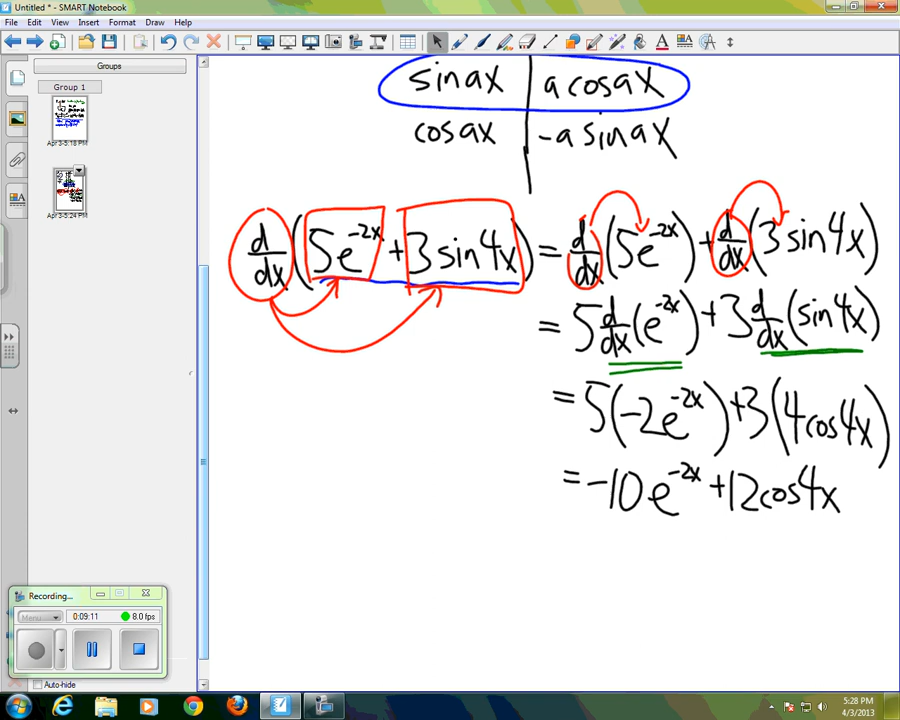 Untitled * - SMART Notebook
File Edit View Insert Format Draw Help
Groups
Group 1
Apr 3-5:18 PM
Apr 3-5:24 PM
sin ax | a cos ax
cos ax | -a sin ax
d/dx (5e^-2x + 3 sin 4x) = d/dx (5e^-2x) + d/dx (3 sin 4x)
= 5 d/dx (e^-2x) + 3 d/dx (sin 4x)
= 5(-2e^-2x) + 3(4 cos 4x)
= -10e^-2x + 12 cos 4x
Recording...
Menu
0:09:11
8.0 fps
Auto-hide
5:28 PM
4/3/2013